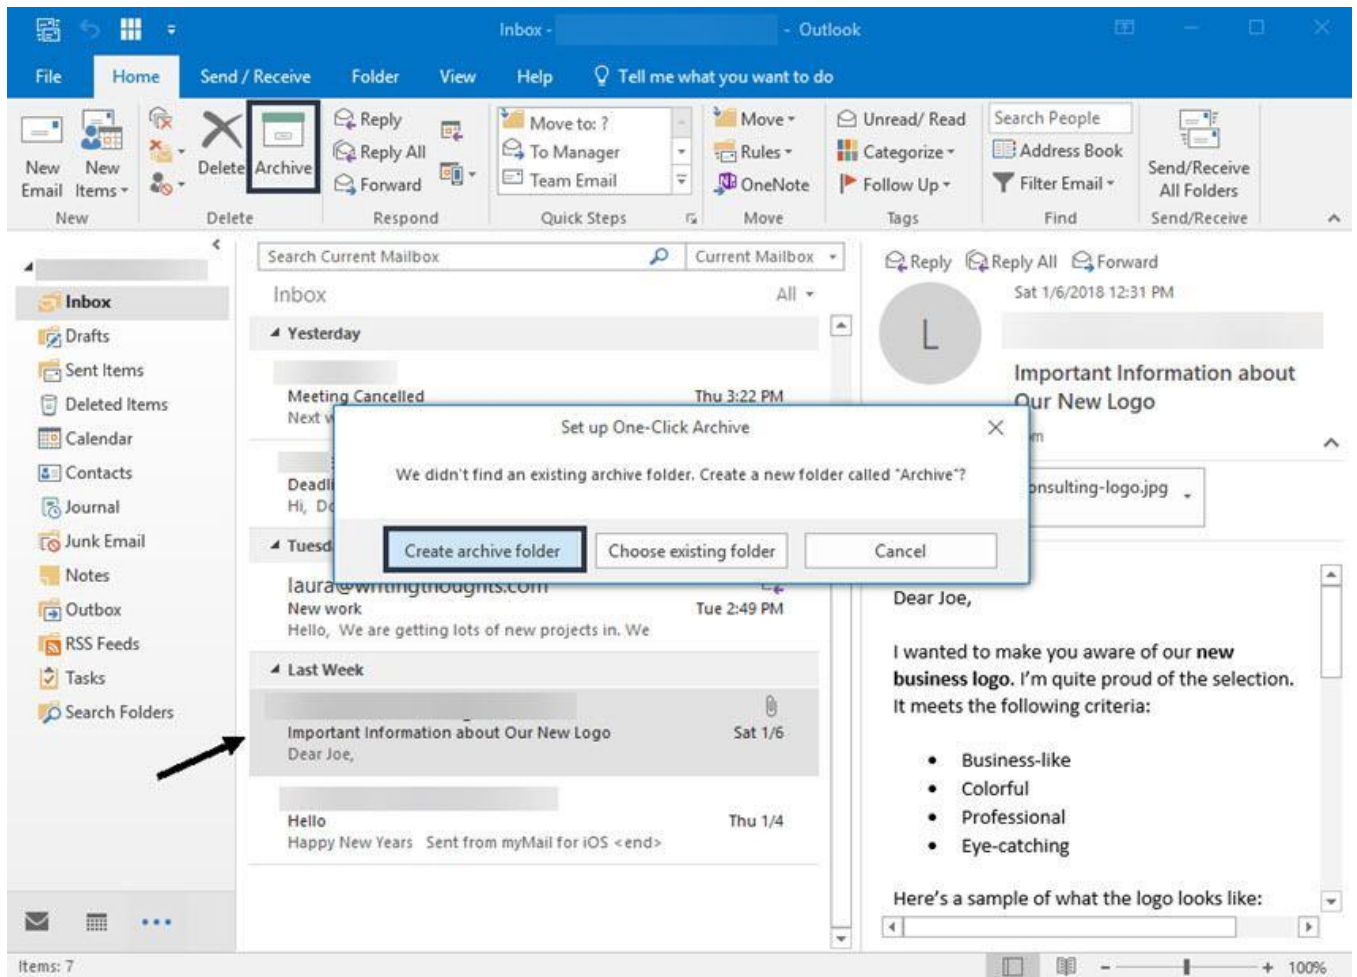 Inbox - - Outlook
File Home Send / Receive Folder View Help Tell me what you want to do
New Email
New Items
Delete
Archive
Reply
Reply All
Forward
Move to: ?
To Manager
Team Email
Move
Rules
OneNote
Unread/ Read
Categorize
Follow Up
Search People
Address Book
Filter Email
Send/Receive
All Folders
New Delete Respond Quick Steps Move Tags Find Send/Receive
Inbox
Drafts
Sent Items
Deleted Items
Calendar
Contacts
Journal
Junk Email
Notes
Outbox
RSS Feeds
Tasks
Search Folders
Search Current Mailbox Current Mailbox
Inbox All
Yesterday
Meeting Cancelled Thu 3:22 PM
Next
Hi,
Set up One-Click Archive
We didn't find an existing archive folder. Create a new folder called "Archive"?
Create archive folder Choose existing folder Cancel
laura@writingthoughts.com
New work Tue 2:49 PM
Hello, We are getting lots of new projects in. We
Last Week
Important Information about Our New Logo Sat 1/6
Dear Joe,
Hello Thu 1/4
Happy New Years Sent from myMail for iOS <end>
Reply Reply All Forward
Sat 1/6/2018 12:31 PM
L
Important Information about
Our New Logo
onsulting-logo.jpg
Dear Joe,
I wanted to make you aware of our new
business logo. I'm quite proud of the selection.
It meets the following criteria:
• Business-like
• Colorful
• Professional
• Eye-catching
Here's a sample of what the logo looks like:
Items: 7 100%